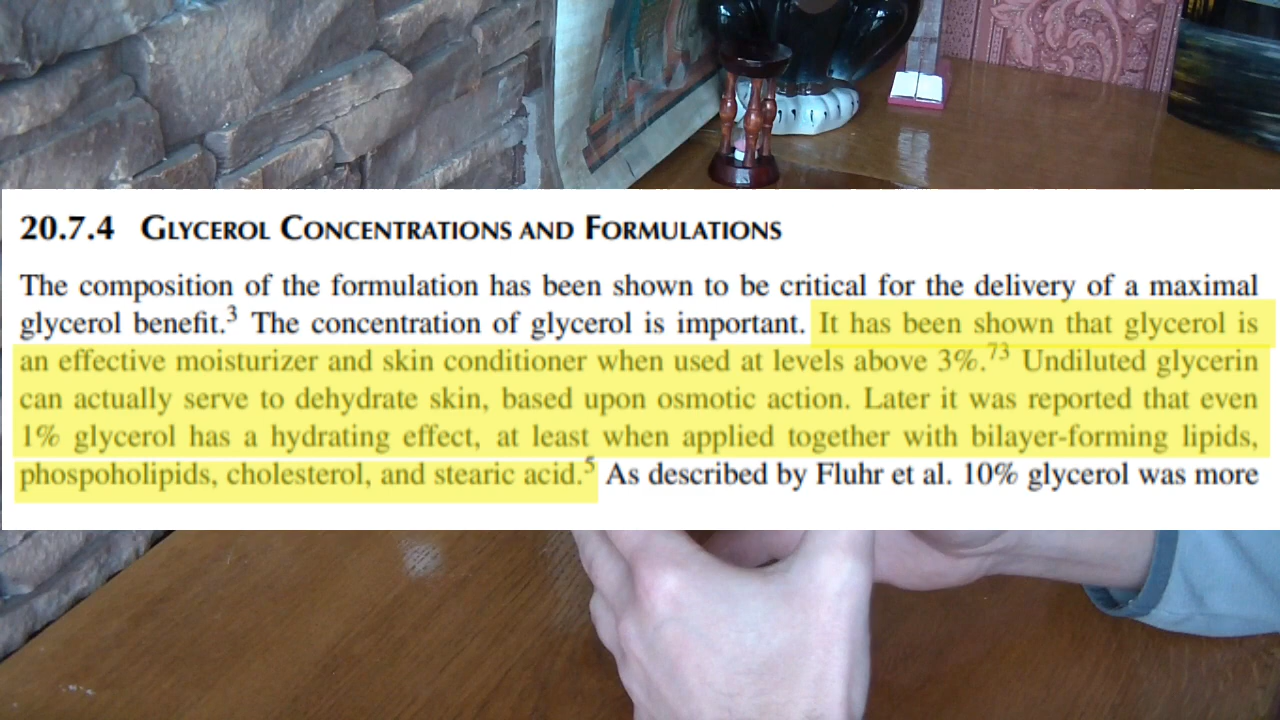 20.7.4 Glycerol Concentrations and Formulations
The composition of the formulation has been shown to be critical for the delivery of a maximal
glycerol benefit.3 The concentration of glycerol is important. It has been shown that glycerol is
an effective moisturizer and skin conditioner when used at levels above 3%.73 Undiluted glycerin
can actually serve to dehydrate skin, based upon osmotic action. Later it was reported that even
1% glycerol has a hydrating effect, at least when applied together with bilayer-forming lipids,
phospoholipids, cholesterol, and stearic acid.5 As described by Fluhr et al. 10% glycerol was more